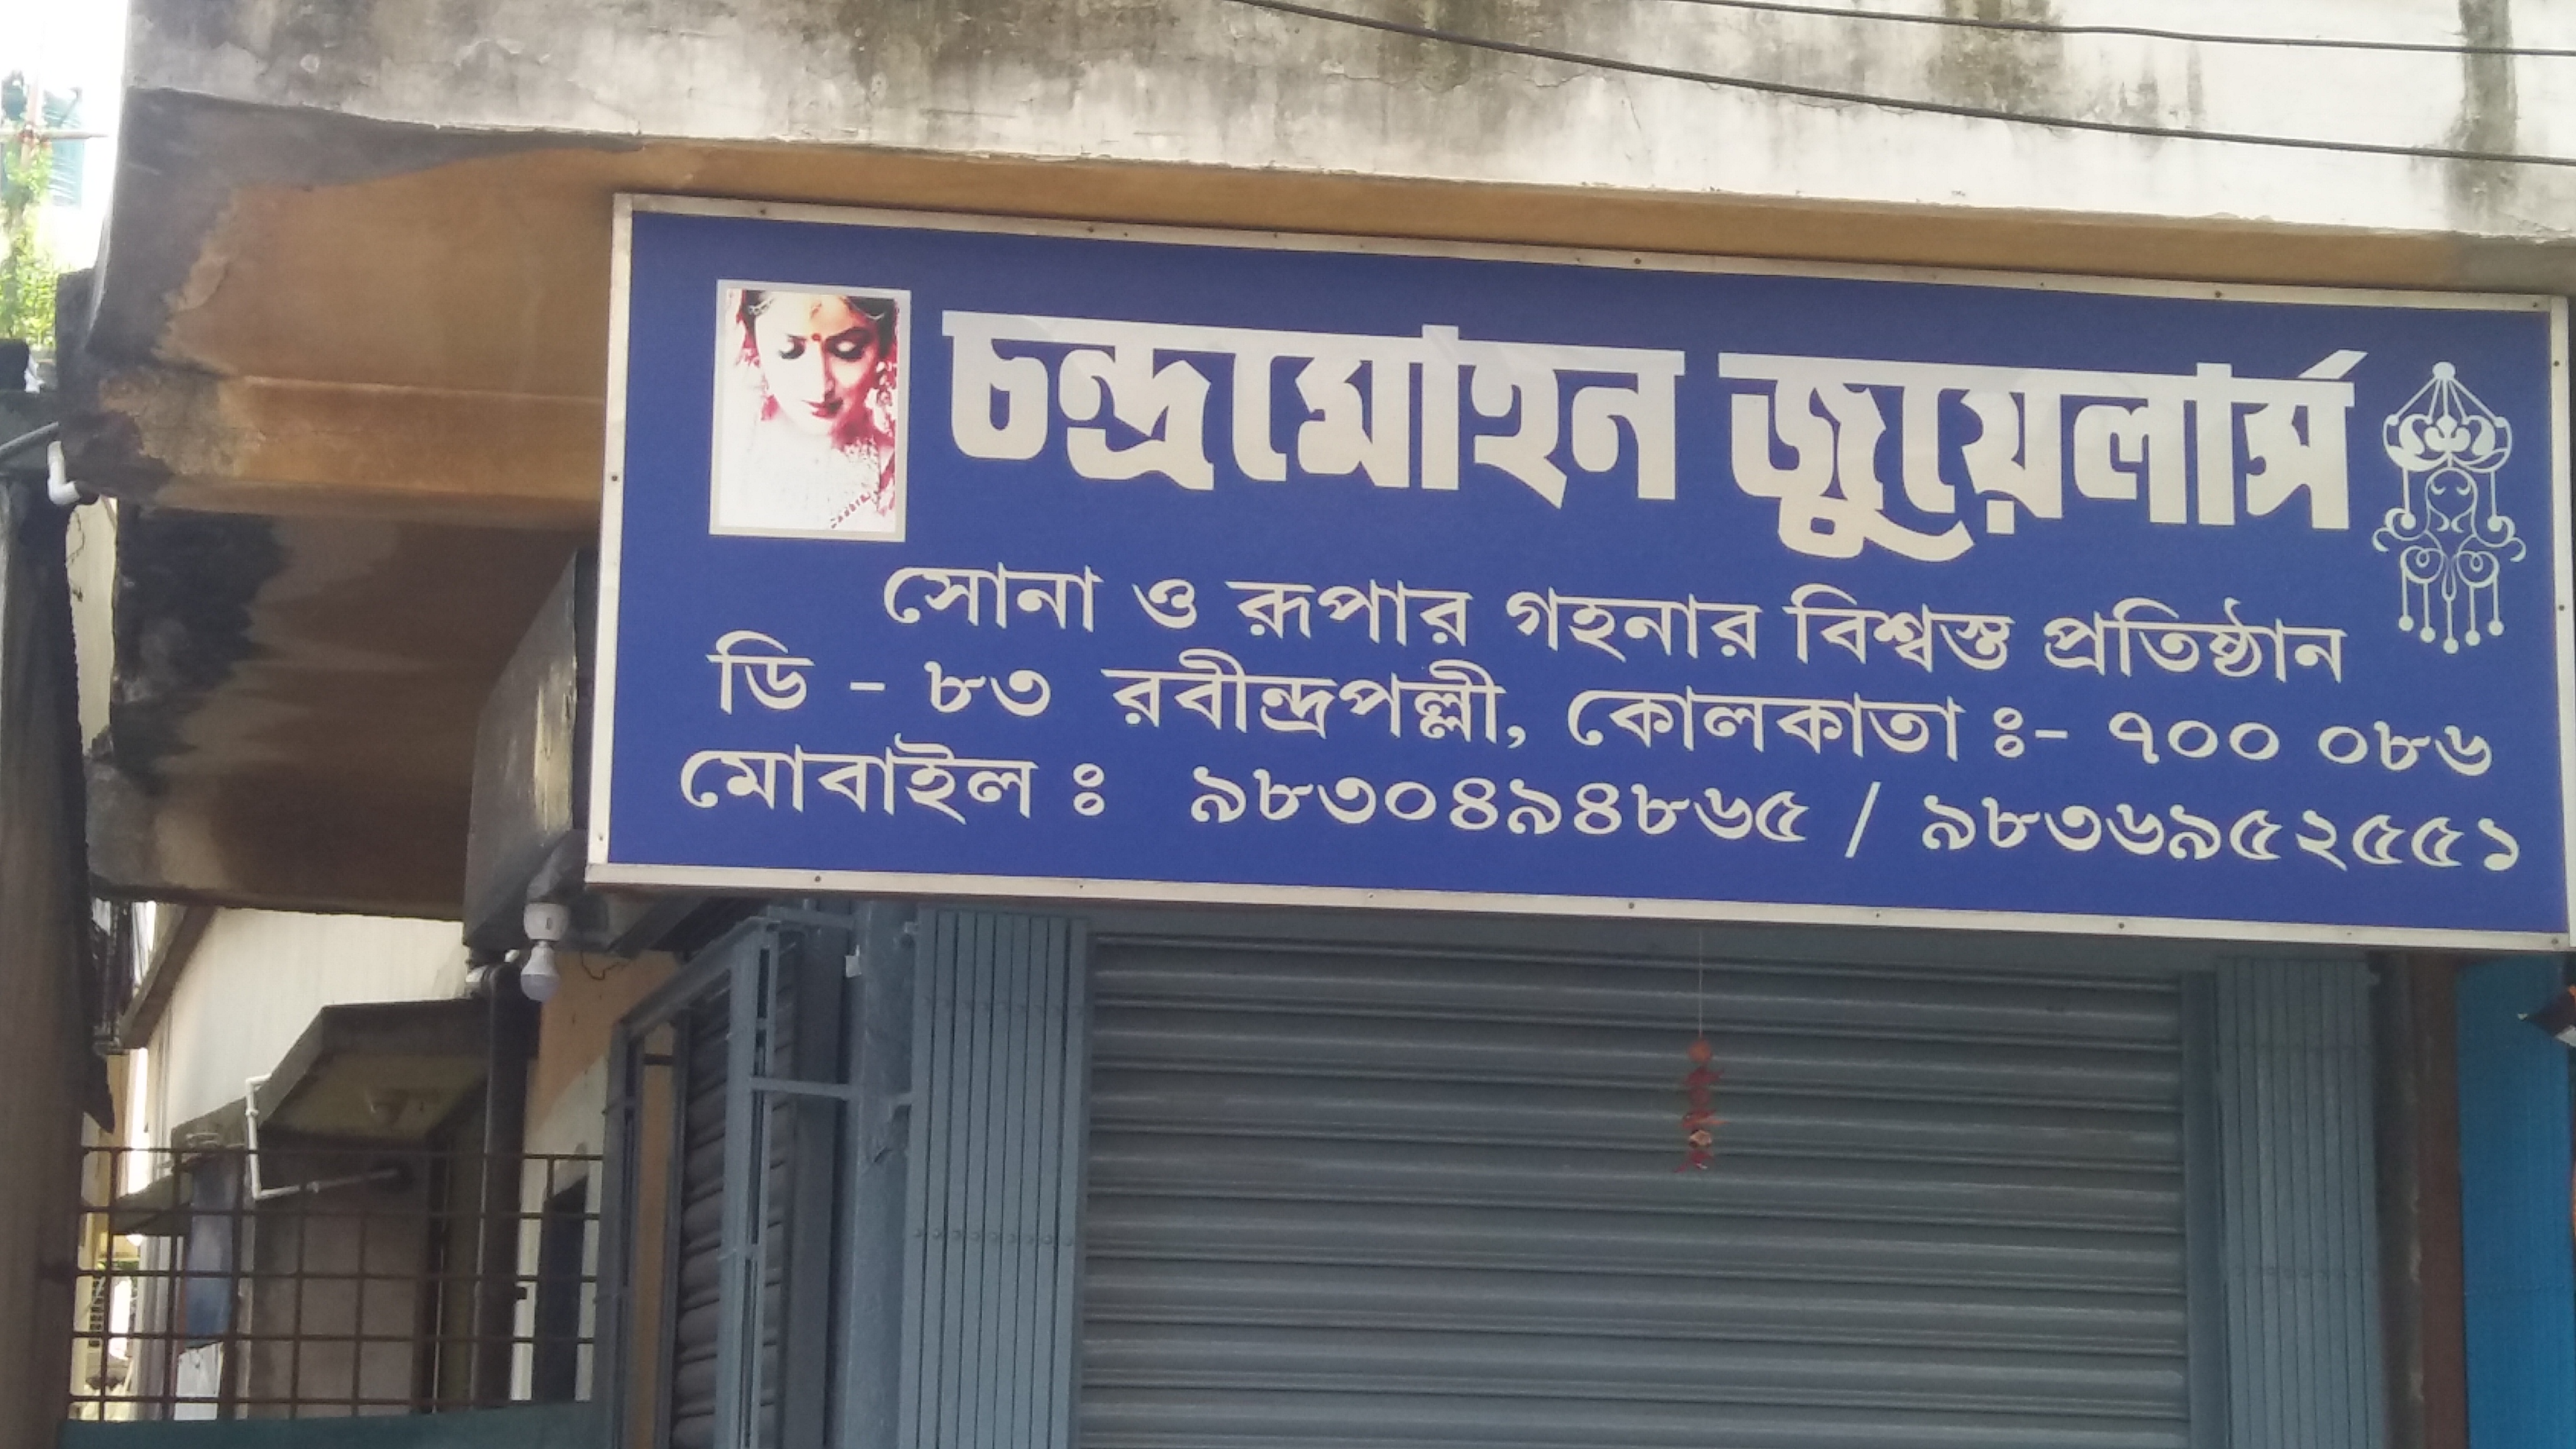 চন্দ্রমোহন জুয়েলার্স
সোনা ও রূপার গহনার বিশ্বস্ত প্রতিষ্ঠান
ডি - ৮৩ রবীন্দ্রপল্লী, কোলকাতা ঃ- ৭০০ ০৮৬
মোবাইল ঃ ৯৮৩০৪৯৪৮৬৫ / ৯৮৩৬৯৫২৫৫১